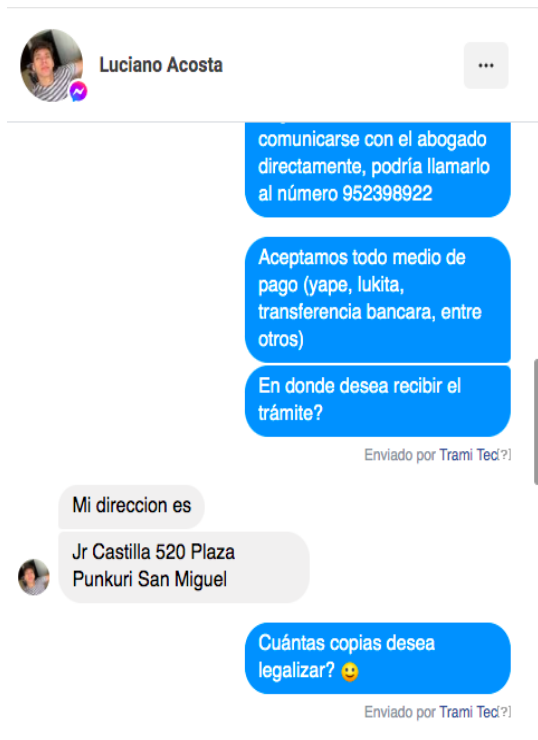 Luciano Acosta
comunicarse con el abogado
directamente, podría llamarlo
al número 952398922
Aceptamos todo medio de
pago (yape, lukita,
transferencia bancara, entre
otros)
En donde desea recibir el
trámite?
Enviado por Trami Tec[?]
Mi direccion es
Jr Castilla 520 Plaza
Punkuri San Miguel
Cuántas copias desea
legalizar? 🙂
Enviado por Trami Tec[?]